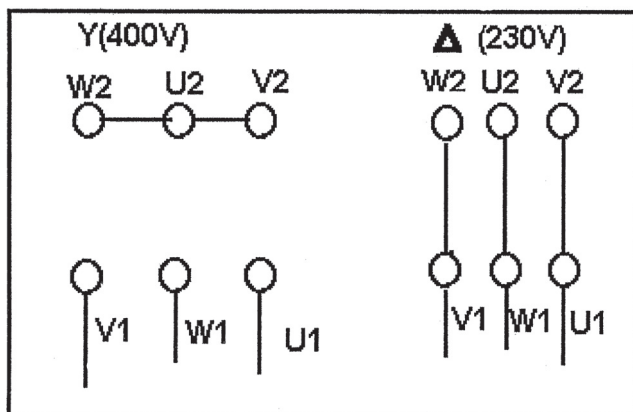 Y(400V) Δ (230V)
W2 U2 V2 W2 U2 V2
V1 W1 U1 V1 W1 U1